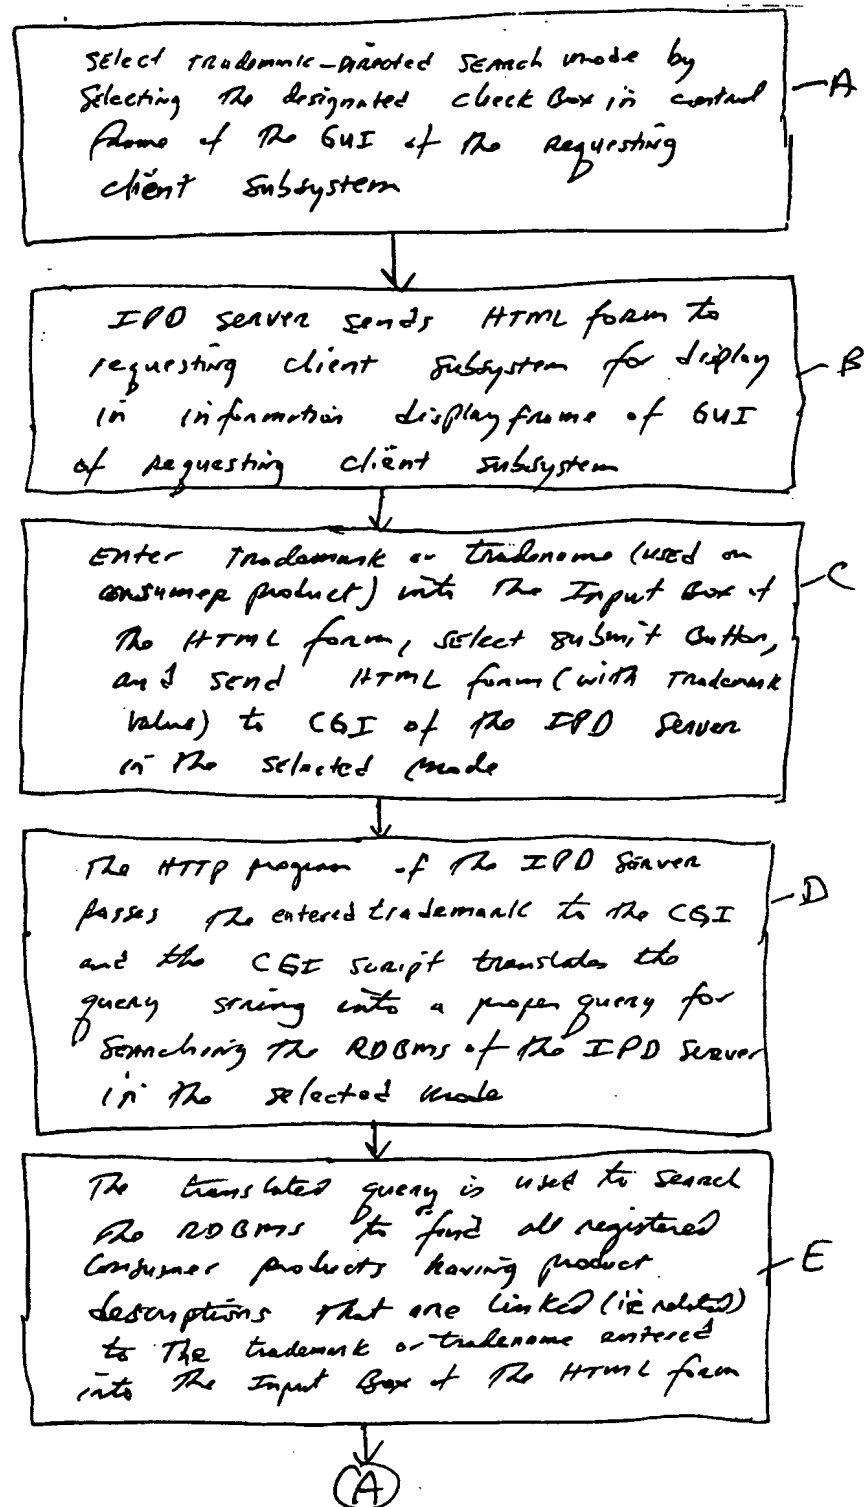 Select Trademark-Directed Search mode by
Selecting The designated check Box in control
frame of the GUI of the Requesting
client Subsystem
A
IPD Server Sends HTML form to
requesting client Subsystem for display
in information display frame of GUI
of Requesting client Subsystem
B
Enter Trademark or tradename (used on
consumer product) into The Input Box of
The HTML form, select submit Button,
and send HTML form (with Trademark
value) to CGI of the IPD Server
in The selected mode
C
The HTTP program of The IPD Server
passes The entered trademark to the CGI
and the CGI script translates the
query string into a proper query for
Searching the RDBMS of the IPD Server
in The selected mode
D
The translated query is used to search
The RDBMS to find all registered
Consumer products having product
descriptions that are linked (ie related)
to The trademark or tradename entered
into The Input Box of The HTML form
E
A